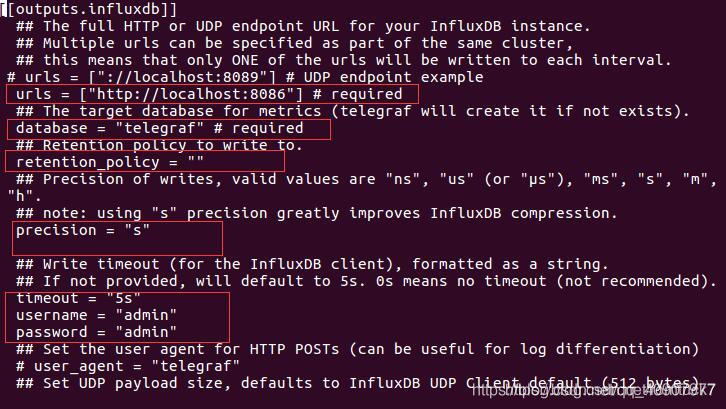 [[outputs.influxdb]]
## The full HTTP or UDP endpoint URL for your InfluxDB instance.
## Multiple urls can be specified as part of the same cluster,
## this means that only ONE of the urls will be written to each interval.
# urls = ["://localhost:8089"] # UDP endpoint example
urls = ["http://localhost:8086"] # required
## The target database for metrics (telegraf will create it if not exists).
database = "telegraf" # required
## Retention policy to write to.
retention_policy = ""
## Precision of writes, valid values are "ns", "us" (or "µs"), "ms", "s", "m",
"h".
## note: using "s" precision greatly improves InfluxDB compression.
precision = "s"
## Write timeout (for the InfluxDB client), formatted as a string.
## If not provided, will default to 5s. 0s means no timeout (not recommended).
timeout = "5s"
username = "admin"
password = "admin"
## Set the user agent for HTTP POSTs (can be useful for log differentiation)
# user_agent = "telegraf"
## Set UDP payload size, defaults to InfluxDB UDP Client default (512 bytes)